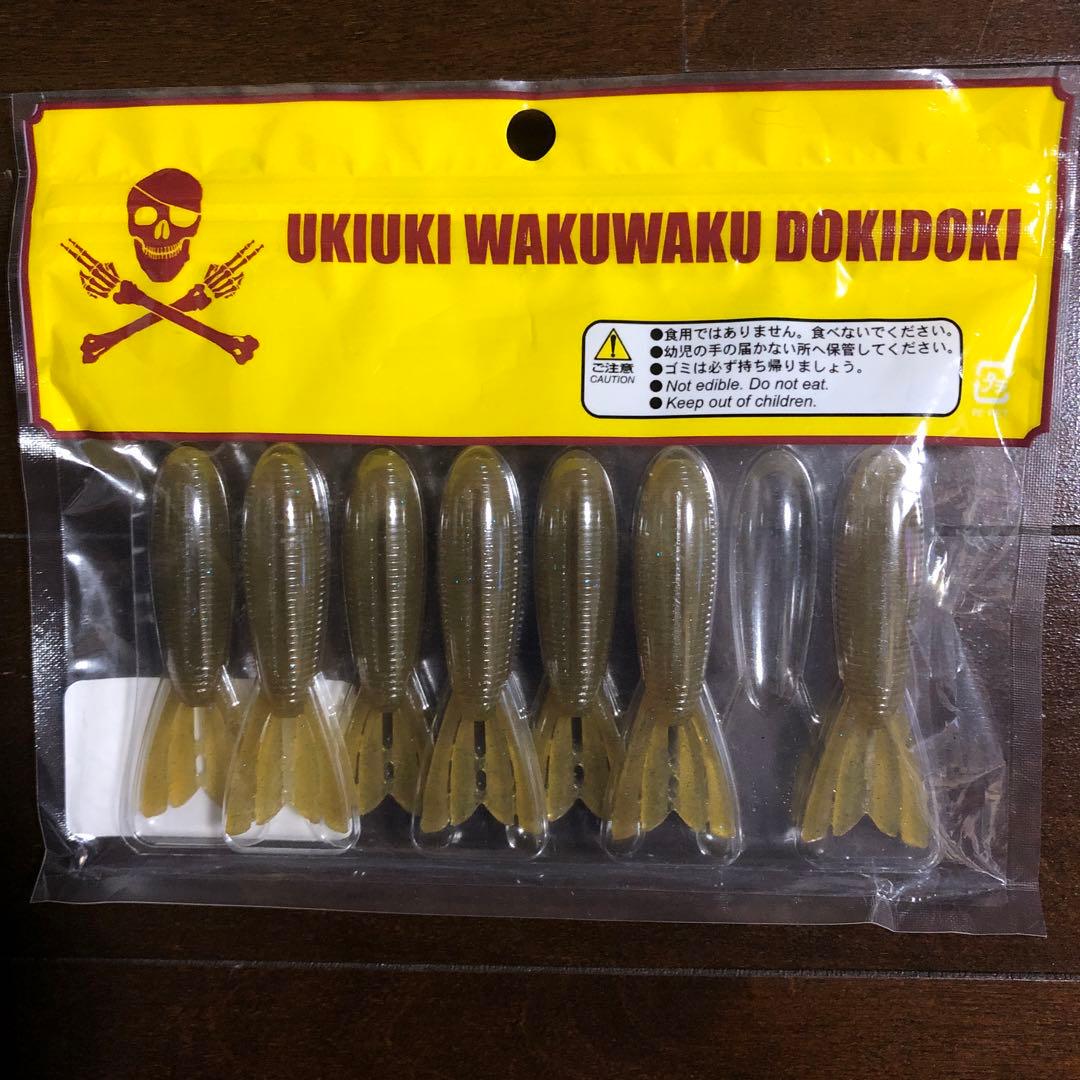 UKIUKI WAKUWAKU DOKIDOKI
●食用ではありません。食べないでください。
●幼児の手の届かない所へ保管してください。
●ゴミは必ず持ち帰りましょう。
●Not edible. Do not eat.
●Keep out of children.
ご注意
CAUTION
プラ